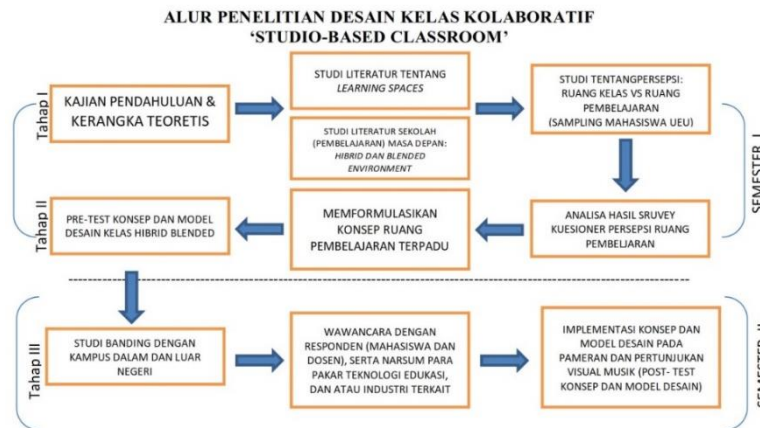 ALUR PENELITIAN DESAIN KELAS KOLABORATIF
'STUDIO-BASED CLASSROOM'
Tahap I
KAJIAN PENDAHULUAN &
KERANGKA TEORETIS
STUDI LITERATUR TENTANG
LEARNING SPACES
STUDI LITERATUR SEKOLAH
(PEMBELAJARAN) MASA DEPAN:
HIBRID DAN BLENDED
ENVIRONMENT
STUDI TENTANGPERSEPSI:
RUANG KELAS VS RUANG
PEMBELAJARAN
(SAMPLING MAHASISWA UEU)
SEMESTER I
Tahap II
PRE-TEST KONSEP DAN MODEL
DESAIN KELAS HIBRID BLENDED
MEMFORMULASIKAN
KONSEP RUANG
PEMBELAJARAN TERPADU
ANALISA HASIL SRUVEY
KUESIONER PERSEPSI RUANG
PEMBELJARAN
Tahap III
STUDI BANDING DENGAN
KAMPUS DALAM DAN LUAR
NEGERI
WAWANCARA DENGAN
RESPONDEN (MAHASISWA DAN
DOSEN), SERTA NARSUM PARA
PAKAR TEKNOLOGI EDUKASI,
DAN ATAU INDUSTRI TERKAIT
IMPLEMENTASI KONSEP DAN
MODEL DESAIN PADA
PAMERAN DAN PERTUNJUKAN
VISUAL MUSIK (POST- TEST
KONSEP DAN MODEL DESAIN)
SEMESTER II